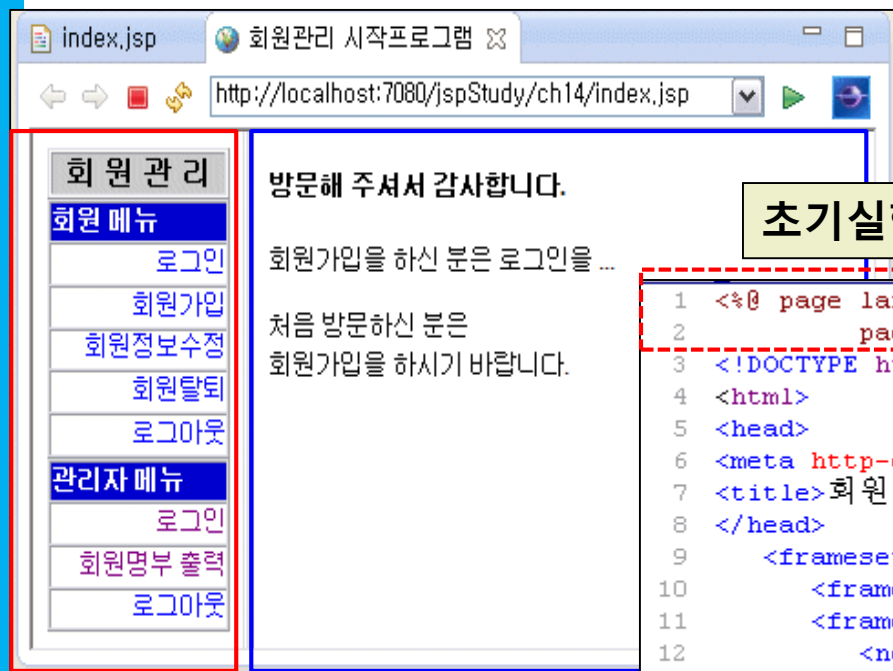 index.jsp
회원관리 시작프로그램
http://localhost:7080/jspStudy/ch14/index.jsp
회 원 관 리
회원 메뉴
로그인
회원가입
회원정보수정
회원탈퇴
로그아웃
관리자 메뉴
로그인
회원명부 출력
로그아웃
방문해 주셔서 감사합니다.
회원가입을 하신 분은 로그인을 ...
처음 방문하신 분은
회원가입을 하시기 바랍니다.
초기실
1 <%@ page
2
3 <!DOCTYPE
4 <html>
5 <head>
6 <meta http-
7 <title>회원
8 </head>
9 <framese
10 <fram
11 <fram
12